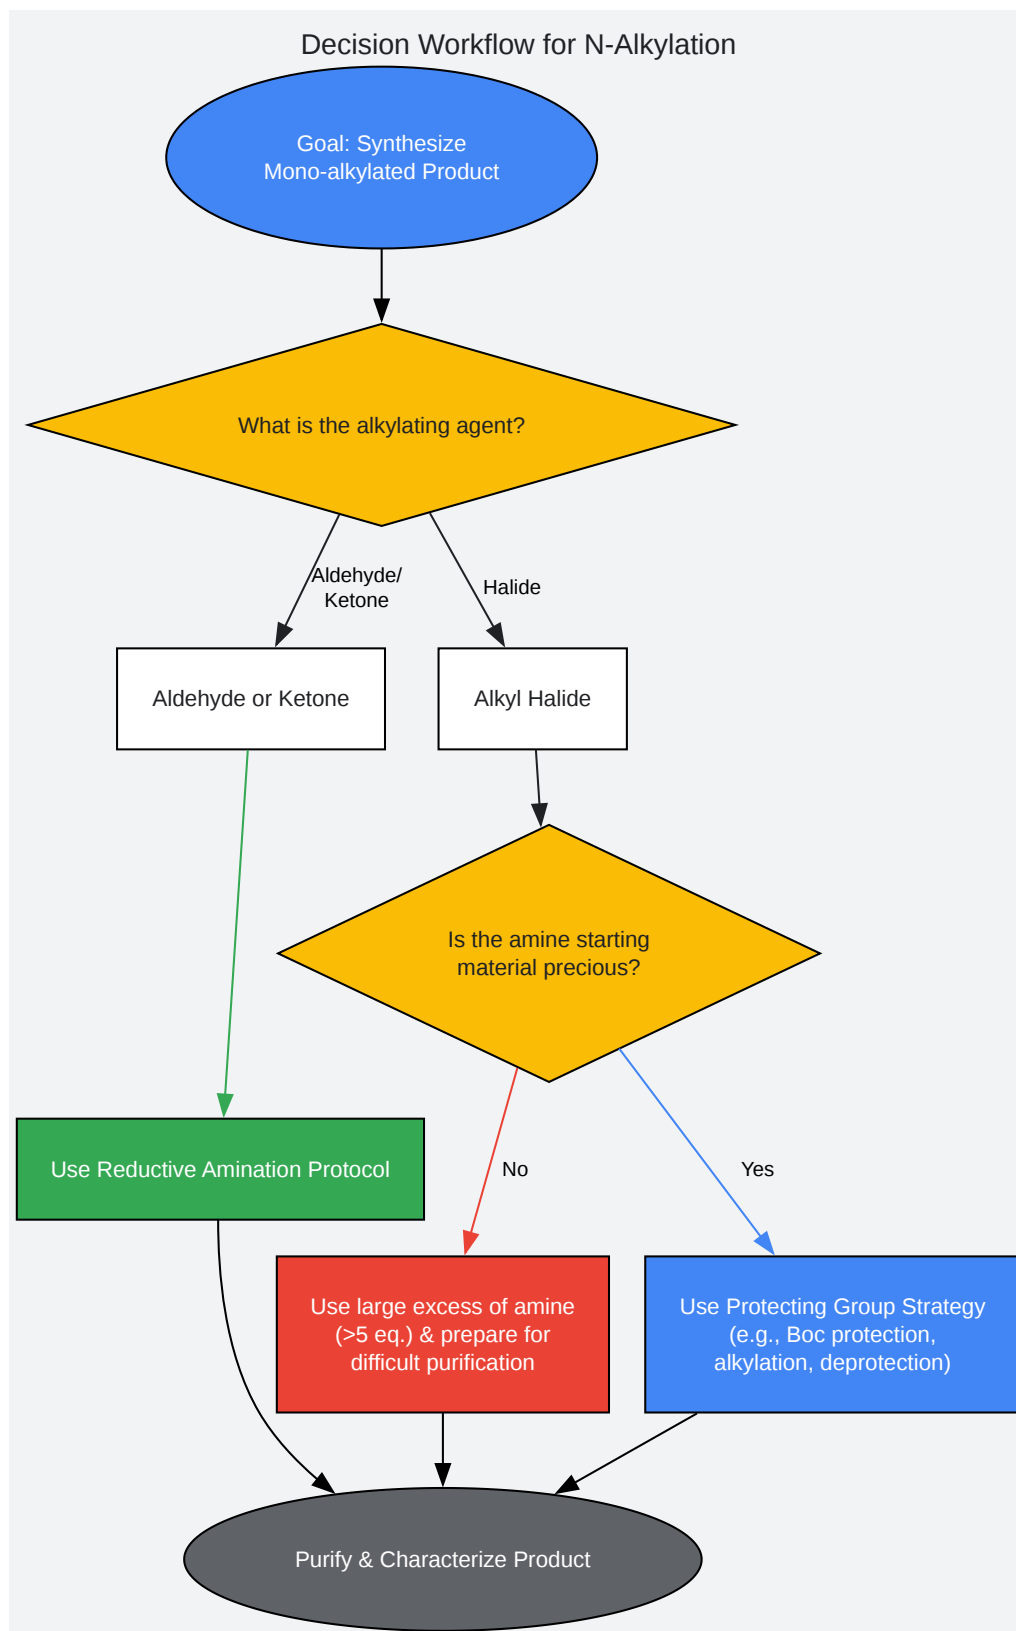 Decision Workflow for N-Alkylation
Goal: Synthesize
Mono-alkylated Product
What is the alkylating agent?
Aldehyde/
Ketone
Halide
Aldehyde or Ketone
Alkyl Halide
Is the amine starting
material precious?
Use Reductive Amination Protocol
No
Yes
Use large excess of amine
(>5 eq.) & prepare for
difficult purification
Use Protecting Group Strategy
(e.g., Boc protection,
alkylation, deprotection)
Purify & Characterize Product